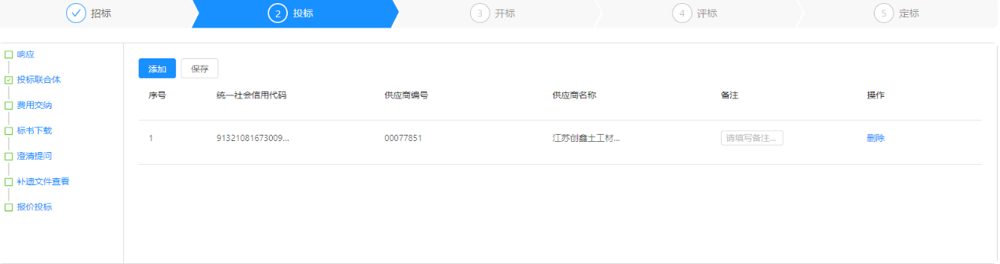 招标
2 投标
3 开标
4 评标
5 定标
响应
投标联合体
费用交纳
标书下载
澄清提问
补遗文件查看
报价投标
添加 保存
序号 统一社会信用代码 供应商编号 供应商名称 备注 操作
1 91321081673009... 00077851 江苏创鑫土工材... 请填写备注... 删除